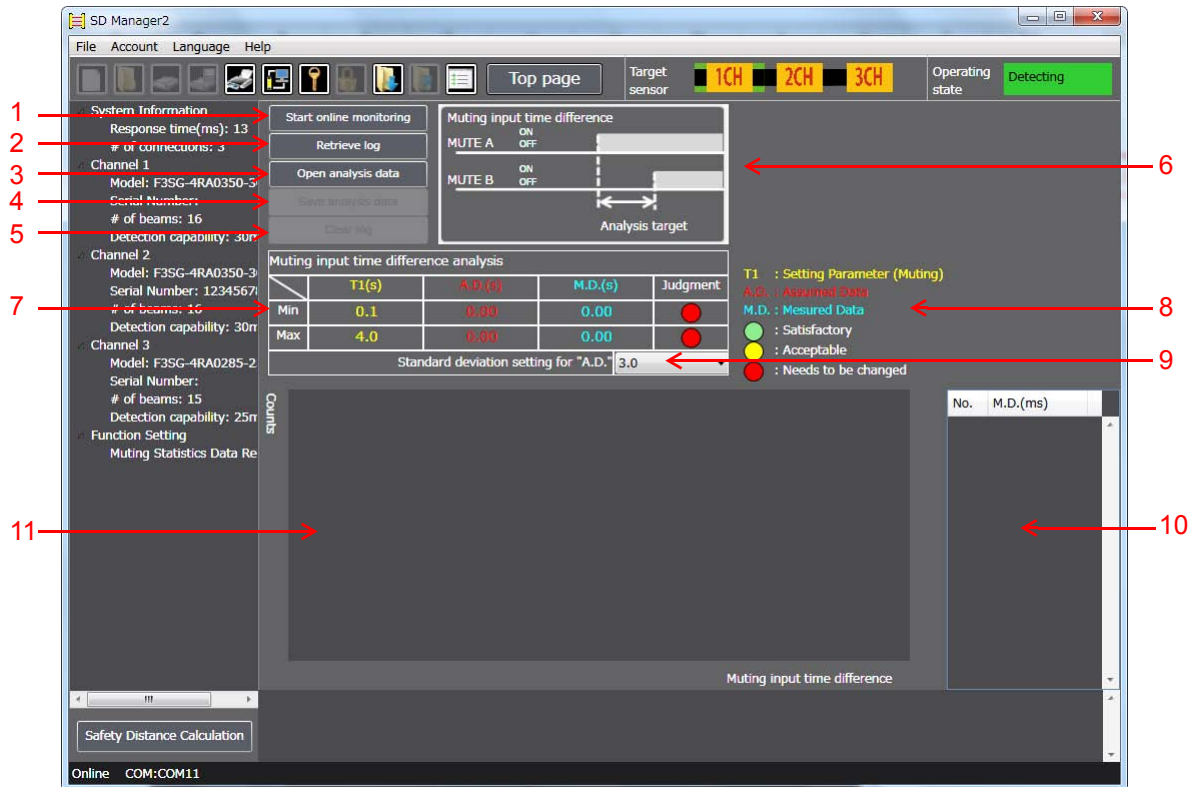 SD Manager2
File Account Language Help
Top page
Target sensor
1CH 2CH 3CH
Operating state
Detecting
System Information
Response time(ms): 13
# of connections: 3
Channel 1
Model: F3SG-4RA0350-3
Serial Number:
# of beams: 16
Detection capability: 30m
Channel 2
Model: F3SG-4RA0350-3
Serial Number: 1234567
# of beams: 16
Detection capability: 30m
Channel 3
Model: F3SG-4RA0285-2
Serial Number:
# of beams: 15
Detection capability: 25m
Function Setting
Muting Statistics Data Re
Safety Distance Calculation
Online COM:COM11
1
2
3
4
5
7
11
Start online monitoring
Retrieve log
Open analysis data
Save analysis data
Clear log
Muting input time difference
MUTE A ON OFF
MUTE B ON OFF
Analysis target
6
Muting input time difference analysis
T1(s) A.D.(s) M.D.(s) Judgment
Min 0.1 0.00 0.00
Max 4.0 0.00 0.00
Standard deviation setting for "A.D." 3.0
T1 : Setting Parameter (Muting)
A.D. : Assumed Data
M.D. : Mesured Data
: Satisfactory
: Acceptable
: Needs to be changed
8
9
Counts
Muting input time difference
No. M.D.(ms)
10